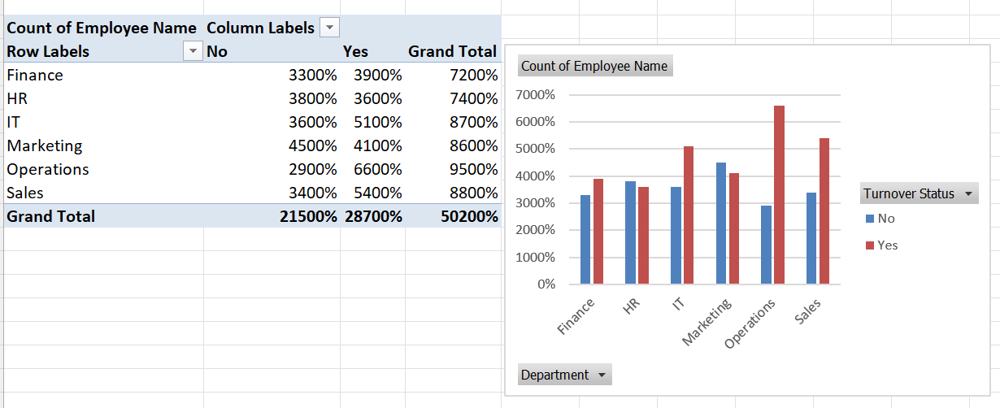 Count of Employee Name Column Labels
Row Labels No Yes Grand Total
Finance 3300% 3900% 7200%
HR 3800% 3600% 7400%
IT 3600% 5100% 8700%
Marketing 4500% 4100% 8600%
Operations 2900% 6600% 9500%
Sales 3400% 5400% 8800%
Grand Total 21500% 28700% 50200%
Count of Employee Name
7000%
6000%
5000%
4000%
3000%
2000%
1000%
0%
Finance HR IT Marketing Operations Sales
Turnover Status
No
Yes
Department